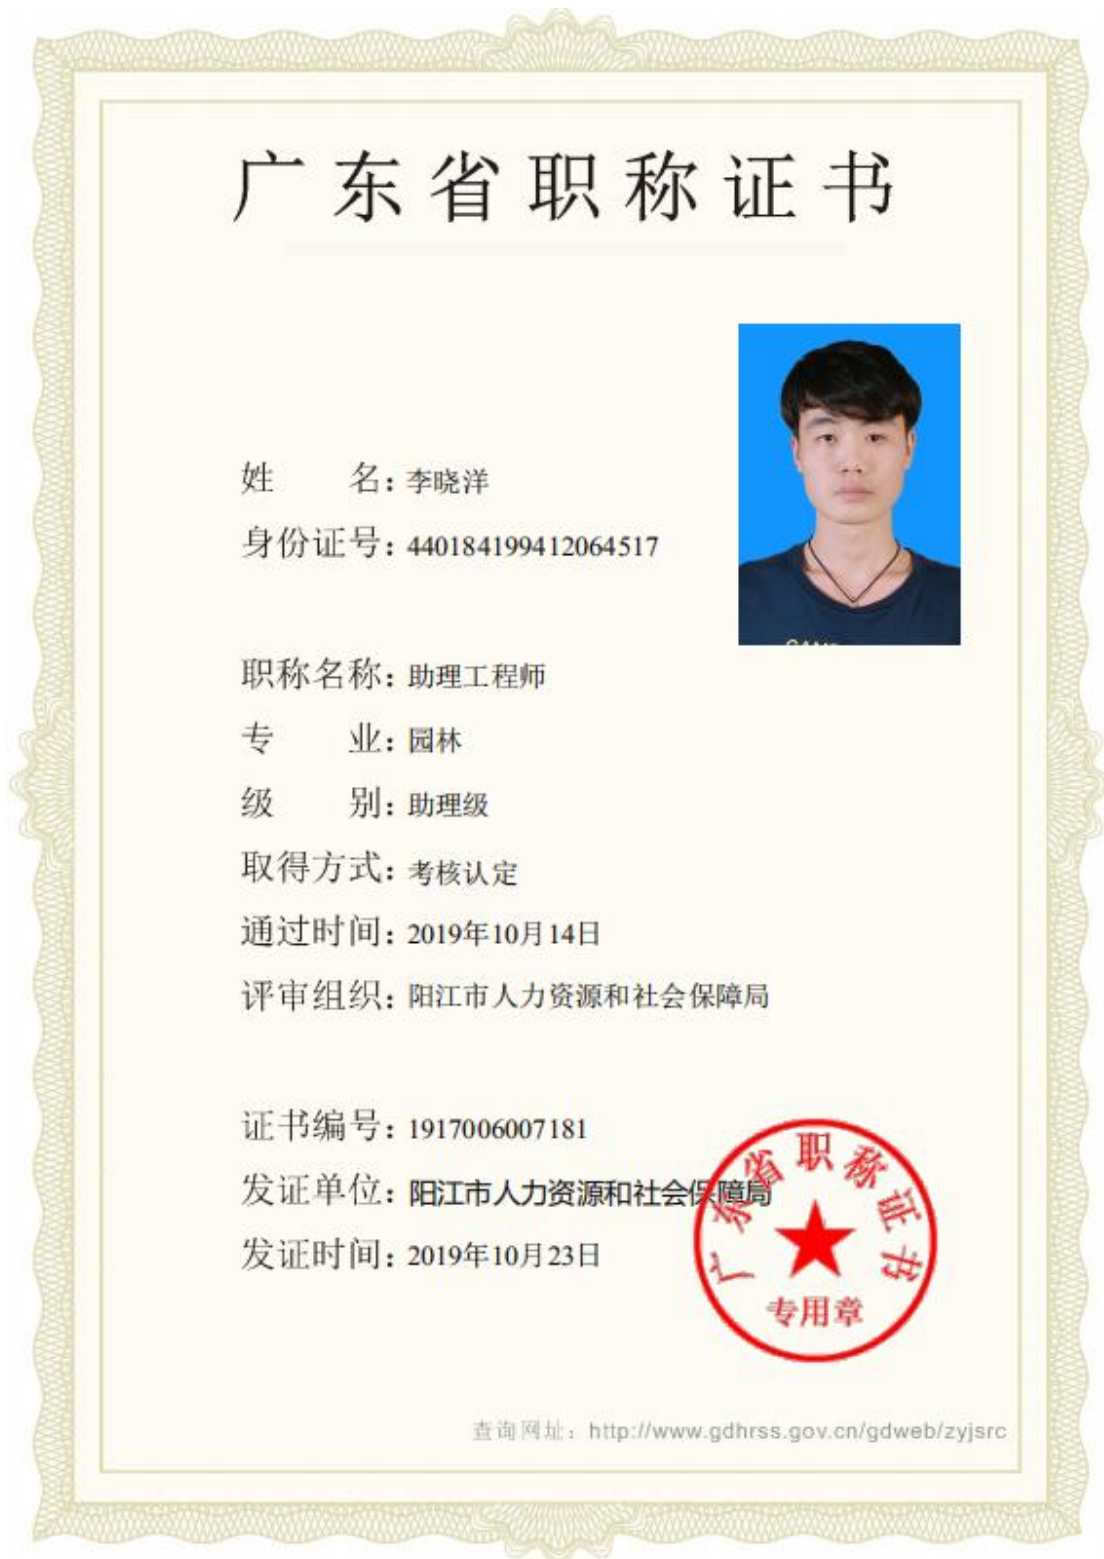 广东省职称证书
姓 名：李晓洋
身份证号：440184199412064517
职称名称：助理工程师
专 业：园林
级 别：助理级
取得方式：考核认定
通过时间：2019年10月14日
评审组织：阳江市人力资源和社会保障局
证书编号：1917006007181
发证单位：阳江市人力资源和社会保障局
发证时间：2019年10月23日
广东省职称证书
专用章
查询网址：http://www.gdhrss.gov.cn/gdweb/zyjsrc